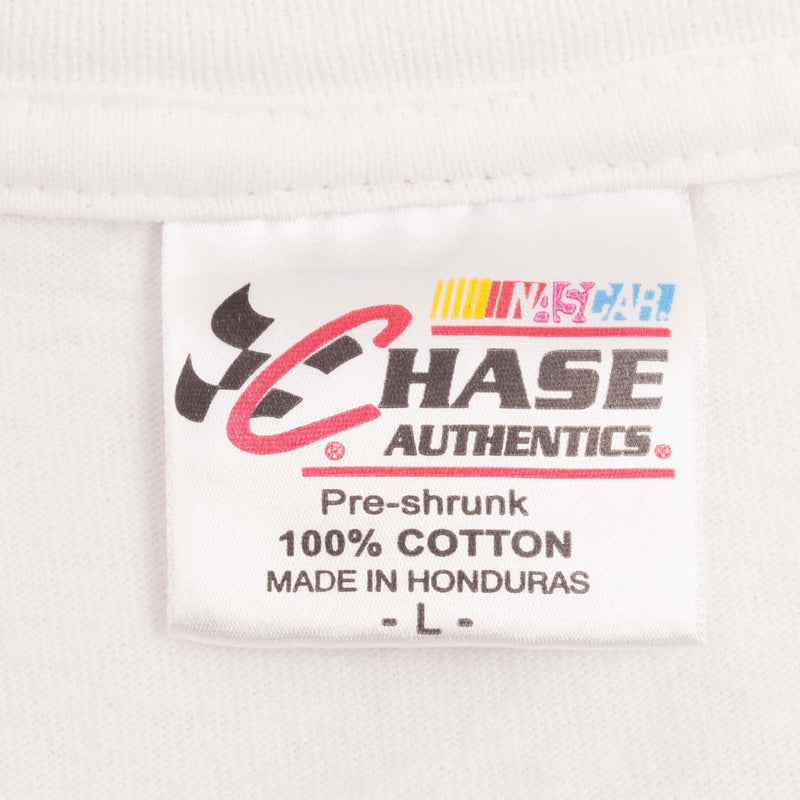 NASCAR.
CHASE
AUTHENTICS.
Pre-shrunk
100% COTTON
MADE IN HONDURAS
- L -